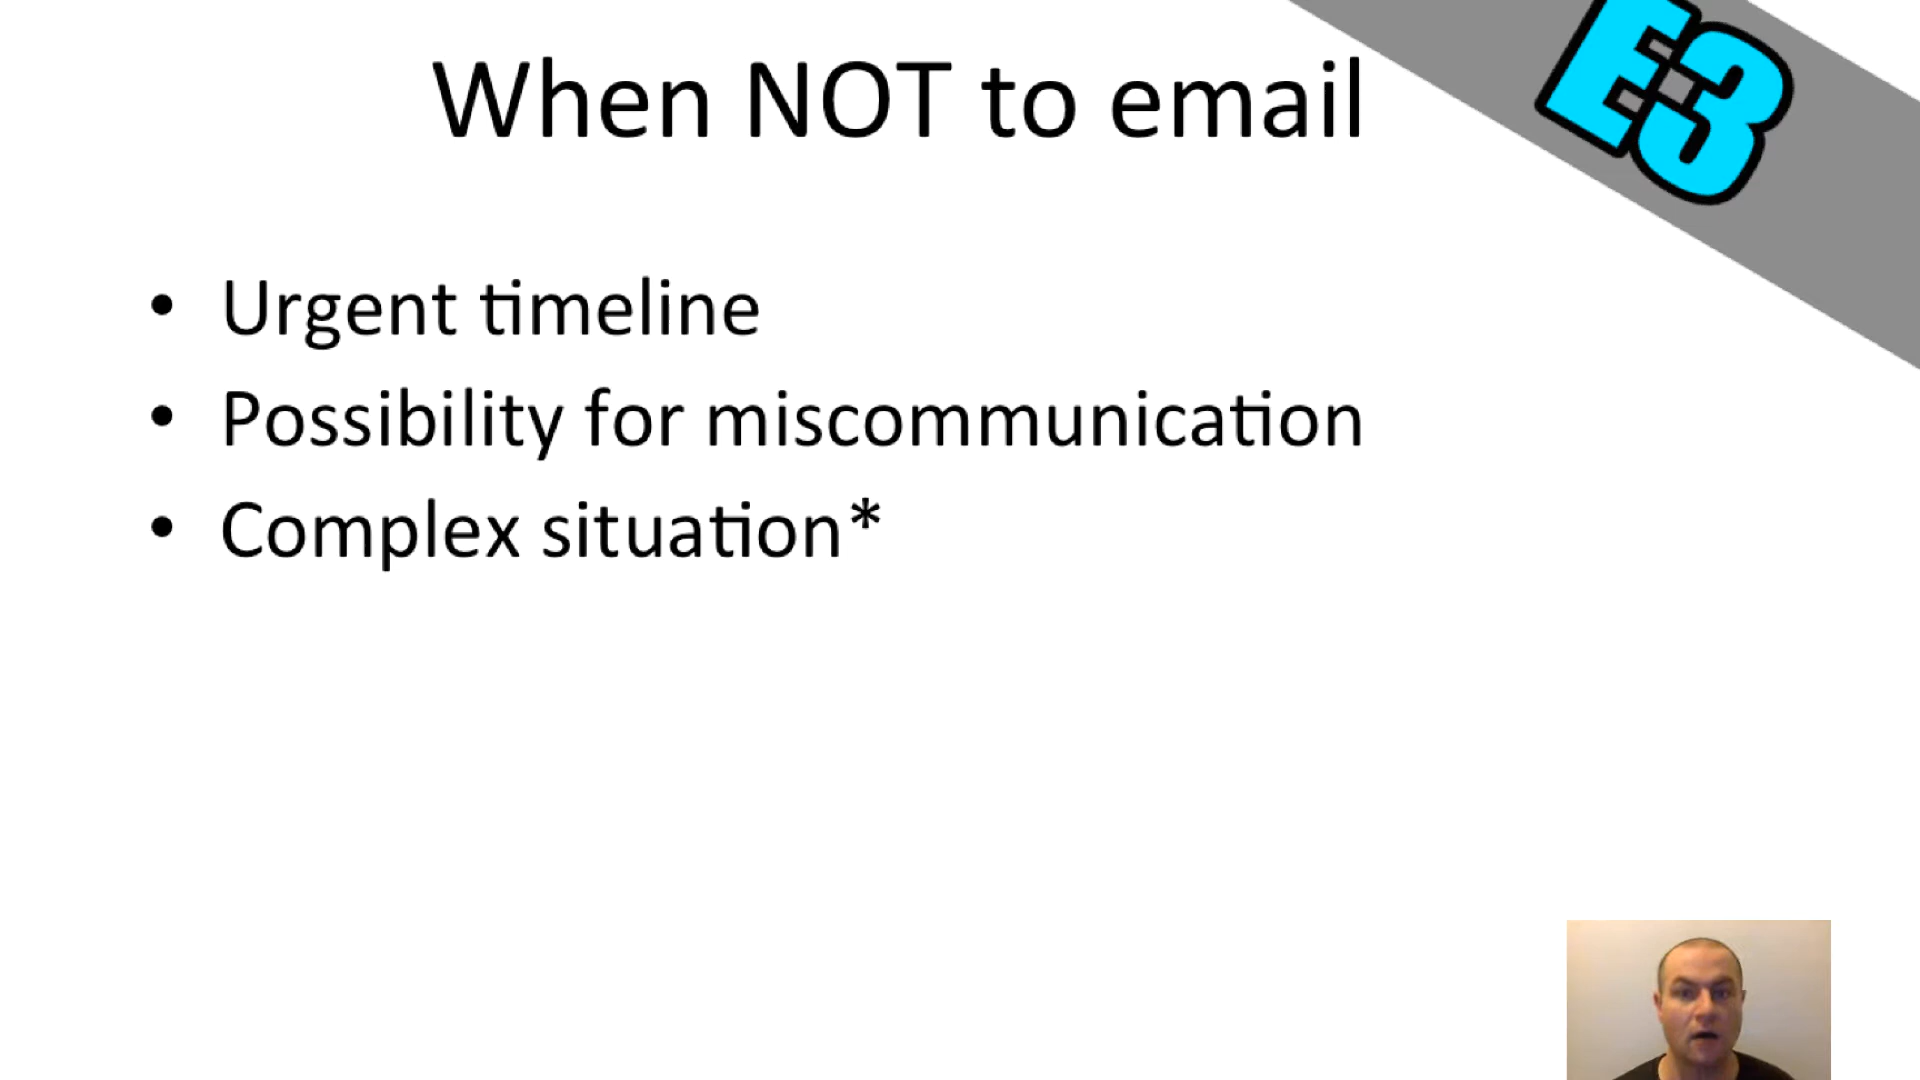 When NOT to email
E3
• Urgent timeline
• Possibility for miscommunication
• Complex situation*